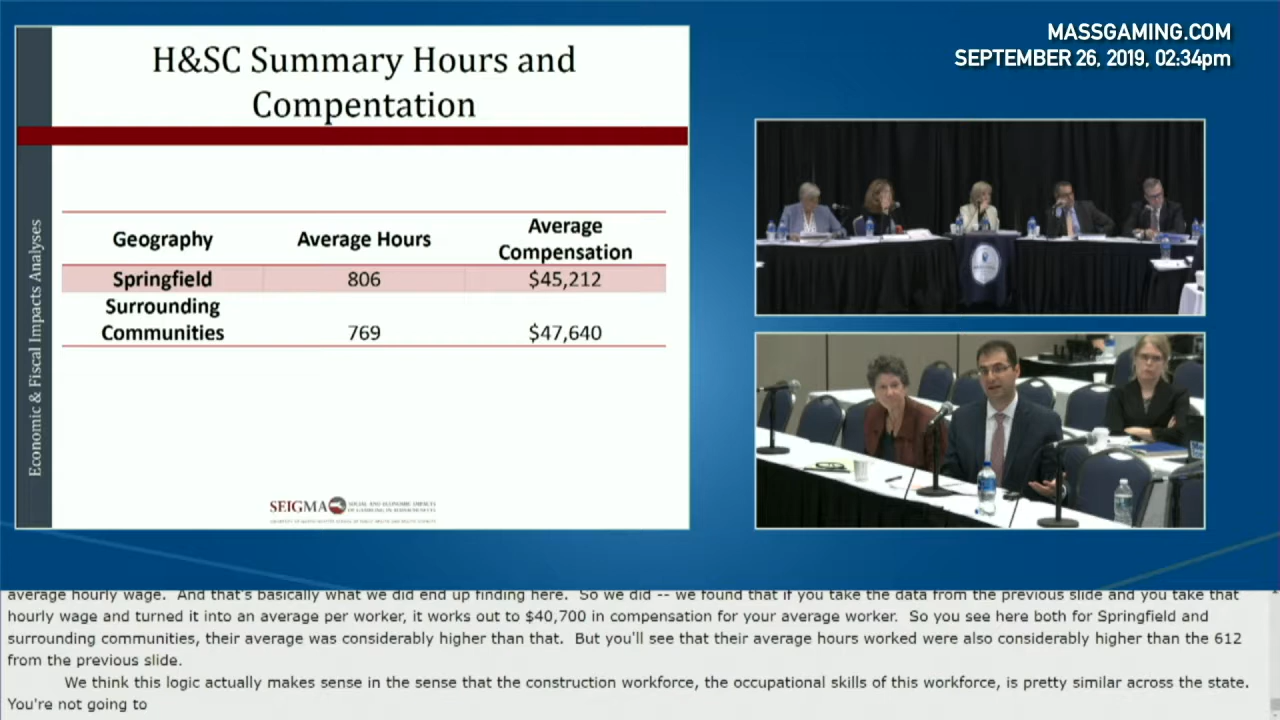 MASSGAMING.COM
SEPTEMBER 26, 2019, 02:34pm
H&SC Summary Hours and
Compentation
Economic & Fiscal Impacts Analyses
Geography Average Hours Average Compensation
Springfield 806 $45,212
Surrounding
Communities 769 $47,640
SEIGMA SOCIAL AND ECONOMIC IMPACTS
OF GAMBLING IN MASSACHUSETTS
average hourly wage. And that's basically what we did end up finding here. So we did -- we found that if you take the data from the previous slide and you take that
hourly wage and turned it into an average per worker, it works out to $40,700 in compensation for your average worker. So you see here both for Springfield and
surrounding communities, their average was considerably higher than that. But you'll see that their average hours worked were also considerably higher than the 612
from the previous slide.
We think this logic actually makes sense in the sense that the construction workforce, the occupational skills of this workforce, is pretty similar across the state.
You're not going to